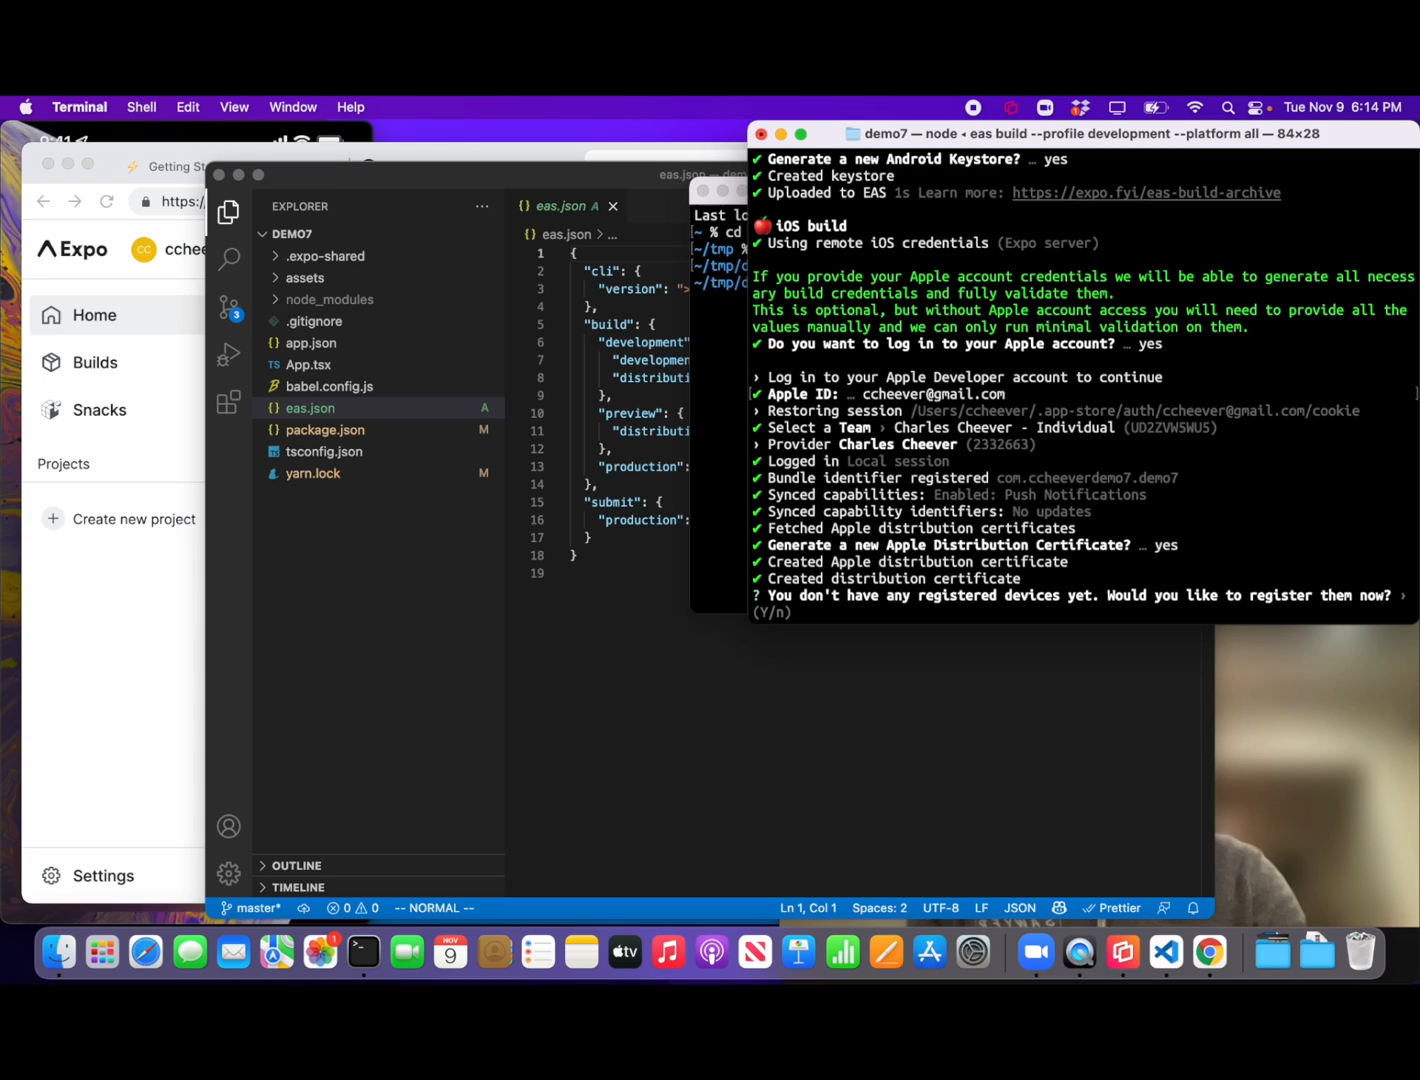 Terminal Shell Edit View Window Help
Tue Nov 9 6:14 PM
demo7 — node ◂ eas build --profile development --platform all — 84×28
✔ Generate a new Android Keystore? … yes
✔ Created keystore
✔ Uploaded to EAS 1s Learn more: https://expo.fyi/eas-build-archive
iOS build
✔ Using remote iOS credentials (Expo server)
If you provide your Apple account credentials we will be able to generate all necess
ary build credentials and fully validate them.
This is optional, but without Apple account access you will need to provide all the
values manually and we can only run minimal validation on them.
✔ Do you want to log in to your Apple account? … yes
› Log in to your Apple Developer account to continue
✔ Apple ID: … ccheever@gmail.com
› Restoring session /Users/ccheever/.app-store/auth/ccheever@gmail.com/cookie
✔ Select a Team › Charles Cheever - Individual (UD2ZVW5WU5)
› Provider Charles Cheever (2332663)
✔ Logged in Local session
✔ Bundle identifier registered com.ccheeverdemo7.demo7
✔ Synced capabilities: Enabled: Push Notifications
✔ Synced capability identifiers: No updates
✔ Fetched Apple distribution certificates
✔ Generate a new Apple Distribution Certificate? … yes
✔ Created Apple distribution certificate
✔ Created distribution certificate
? You don't have any registered devices yet. Would you like to register them now? ›
(Y/n)
Last lo
~ % cd
~/tmp %
~/tmp/d
~/tmp/d
Getting St
https:/
Expo
CC
cchee
Home
Builds
Snacks
Projects
Create new project
Settings
eas.json — dem
EXPLORER
DEMO7
.expo-shared
assets
node_modules
.gitignore
app.json
TS App.tsx
babel.config.js
eas.json A
package.json M
tsconfig.json
yarn.lock M
3
OUTLINE
TIMELINE
{} eas.json A
{} eas.json > ...
1 {
2 "cli": {
3 "version": ">
4 },
5 "build": {
6 "development"
7 "developmen
8 "distributi
9 },
10 "preview": {
11 "distributi
12 },
13 "production":
14 },
15 "submit": {
16 "production":
17 }
18 }
19
master* 0 0 -- NORMAL --
Ln 1, Col 1 Spaces: 2 UTF-8 LF JSON Prettier
1
NOV
9
tv